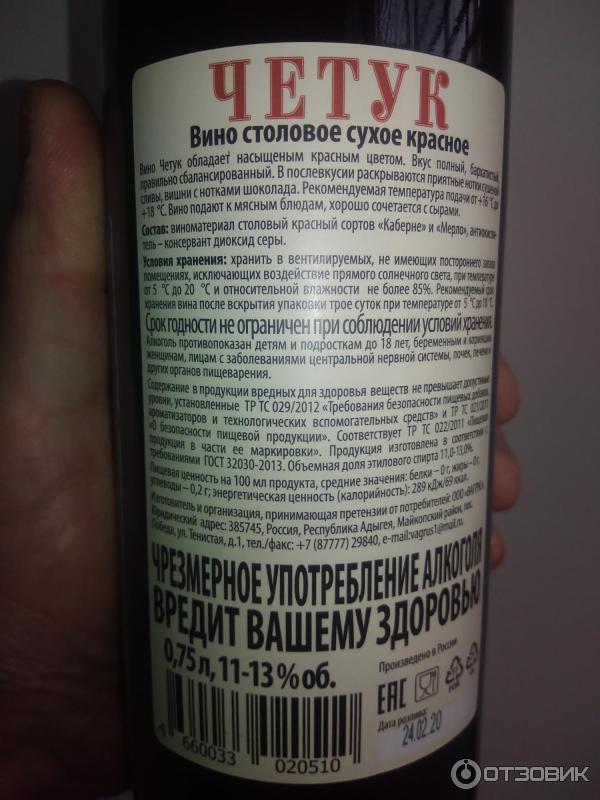 ЧЕТУК
Вино столовое сухое красное
Вино Четук обладает насыщеным красным цветом. Вкус полный, бархатистый,
правильно сбалансированный. В послевкусии раскрываются приятные нотки сушеной
сливы, вишни с нотками шоколада. Рекомендуемая температура подачи от +16 °С до
+18 °С. Вино подают к мясным блюдам, хорошо сочетается с сырами.
Состав: виноматериал столовый красный сортов «Каберне» и «Мерло», антиокисли-
тель – консервант диоксид серы.
Условия хранения: хранить в вентилируемых, не имеющих постороннего запаха
помещениях, исключающих воздействие прямого солнечного света, при температуре
от 5 °С до 20 °С и относительной влажности не более 85%. Рекомендуемый срок
хранения вина после вскрытия упаковки трое суток при температуре от 5 °С до 10 °С.
Срок годности не ограничен при соблюдении условий хранения.
Алкоголь противопоказан детям и подросткам до 18 лет, беременным и кормящим
женщинам, лицам с заболеваниями центральной нервной системы, почек, печени и
других органов пищеварения.
Содержание в продукции вредных для здоровья веществ не превышает допустимые
уровни, установленные ТР ТС 029/2012 «Требования безопасности пищевых добавок,
ароматизаторов и технологических вспомогательных средств» и ТР ТС 021/2011
«О безопасности пищевой продукции». Соответствует ТР ТС 022/2011 «Пищевая
продукция в части ее маркировки». Продукция изготовлена в соответствии с
требованиями ГОСТ 32030-2013. Объемная доля этилового спирта 11,0-13,0%.
Пищевая ценность на 100 мл продукта, средние значения: белки – 0 г, жиры – 0 г,
углеводы – 0,2 г; энергетическая ценность (калорийность): 289 кДж/69 ккал.
Изготовитель и организация, принимающая претензии от потребителей: ООО «ВАГРУС».
Юридический адрес: 385745, Россия, Республика Адыгея, Майкопский район, пос.
Победа, ул. Тенистая, д.1, тел./факс: +7 (87777) 29840, e-mail:vagrus1@mail.ru.
ЧРЕЗМЕРНОЕ УПОТРЕБЛЕНИЕ АЛКОГОЛЯ
ВРЕДИТ ВАШЕМУ ЗДОРОВЬЮ
0,75 л, 11-13 % об.
Произведено в России
ЕАС
Дата розлива:
24.02.20
4 660033 020510
ОТЗОВИК